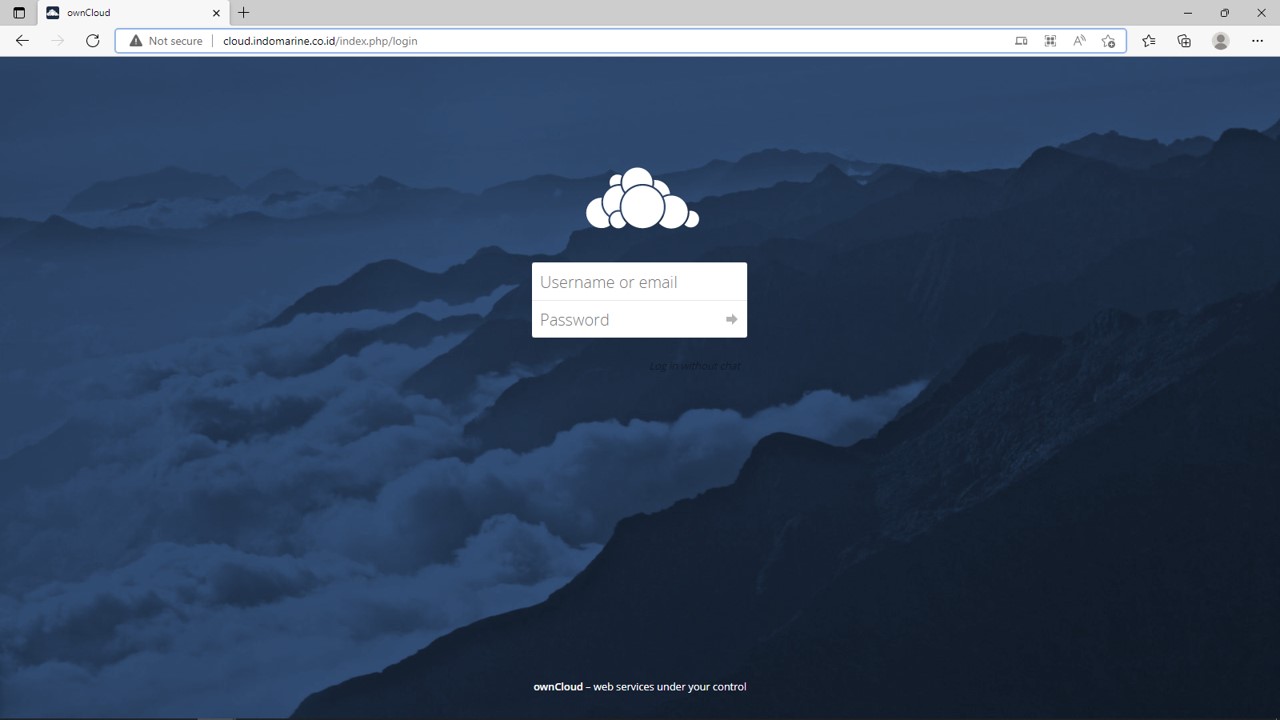 ownCloud
Not secure
cloud.indomarine.co.id/index.php/login
Username or email
Password
Log in without chat
ownCloud – web services under your control